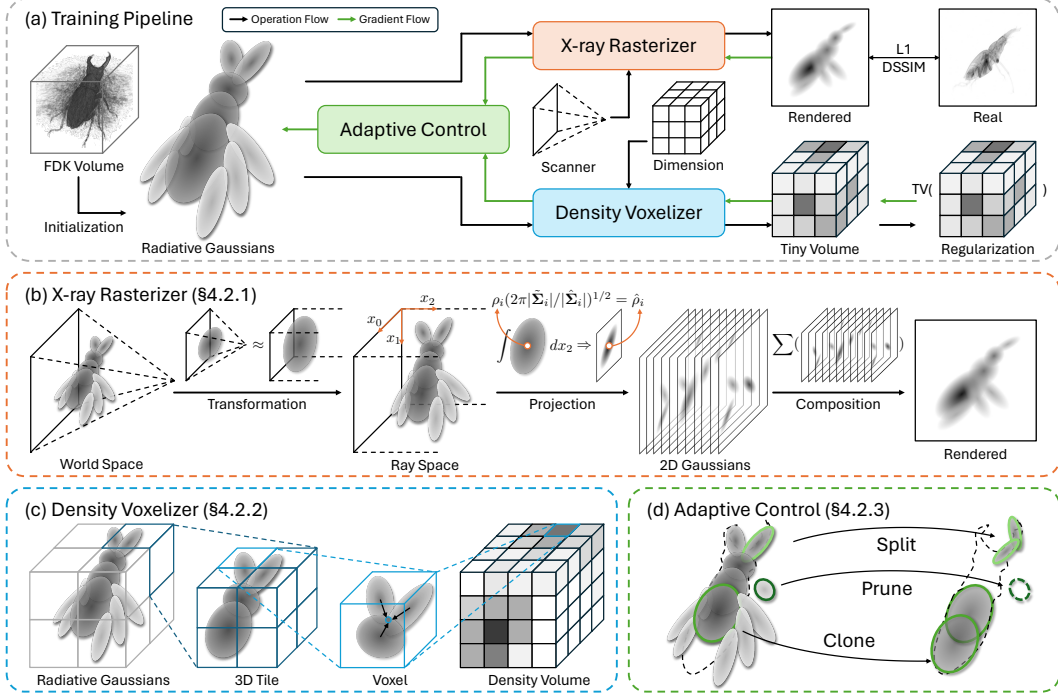 (a) Training Pipeline
Operation Flow
Gradient Flow
FDK Volume
Initialization
Radiative Gaussians
Adaptive Control
X-ray Rasterizer
Scanner
Dimension
Density Voxelizer
L1
DSSIM
Rendered
Real
TV( )
Tiny Volume
Regularization
(b) X-ray Rasterizer (§4.2.1)
World Space
≈
Transformation
x₀
x₁
x₂
Ray Space
ρᵢ(2π|Σ̃ᵢ|/|Σ̂ᵢ|)^{1/2} = ρ̂ᵢ
∫ dx₂ ⇒
Projection
2D Gaussians
∑( )
Composition
Rendered
(c) Density Voxelizer (§4.2.2)
Radiative Gaussians
3D Tile
Voxel
Density Volume
(d) Adaptive Control (§4.2.3)
Split
Prune
Clone